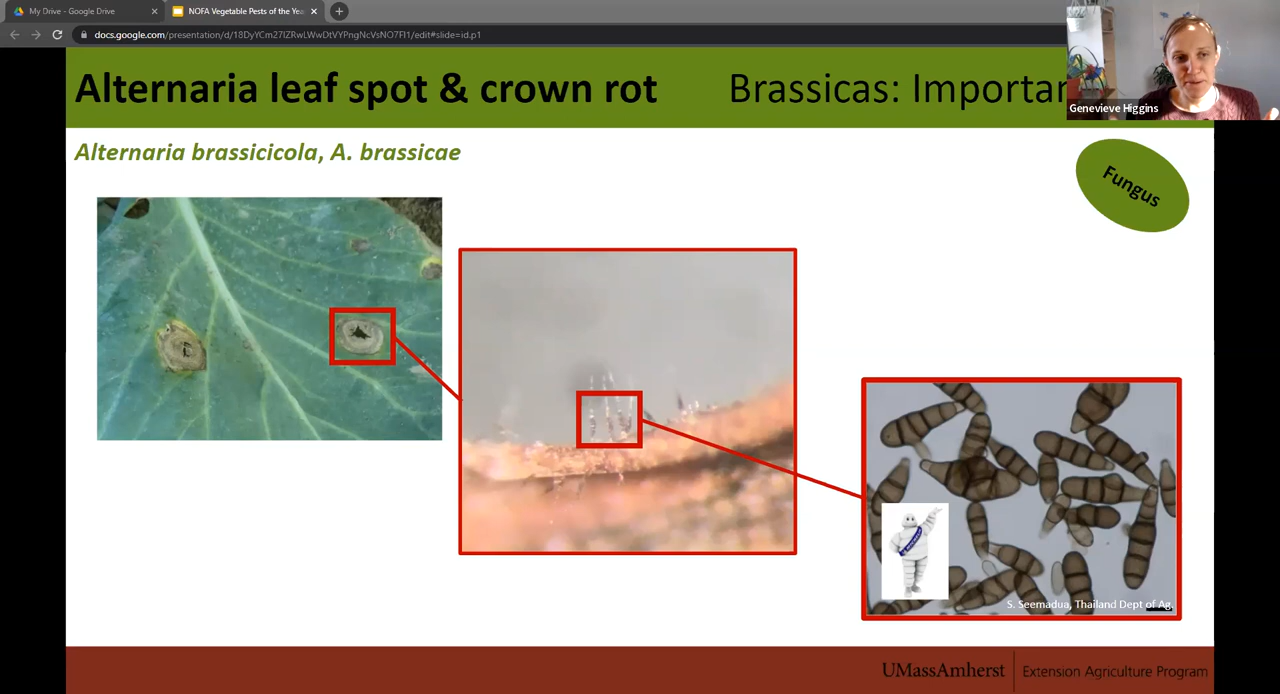 My Drive - Google Drive
NOFA Vegetable Pests of the Yea
docs.google.com/presentation/d/18DyYCm27IZRwLWwDtVYPngNcVsNO7FI1/edit#slide=id.p1
Genevieve Higgins
Alternaria leaf spot & crown rot
Brassicas: Importan
Alternaria brassicicola, A. brassicae
Fungus
S. Seemadua, Thailand Dept of Ag.
UMassAmherst
Extension Agriculture Program